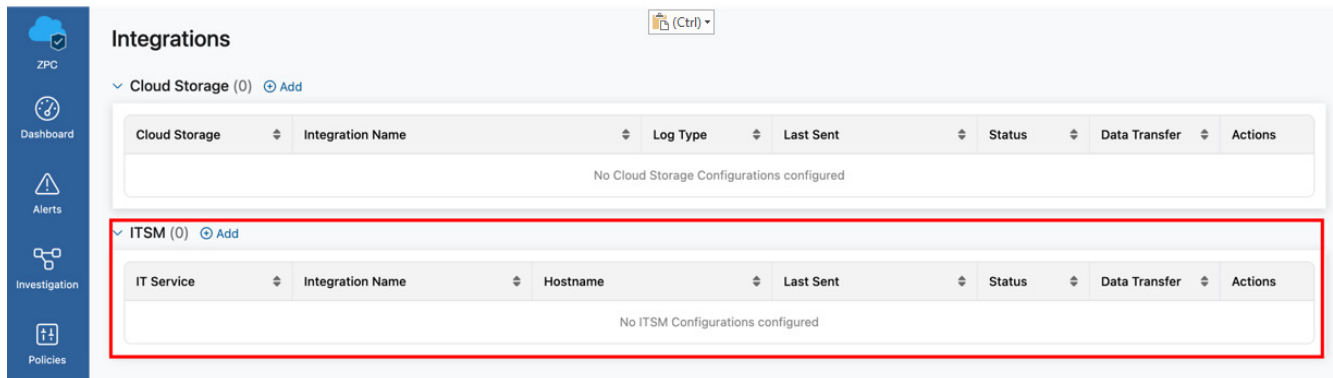 (Ctrl)
ZPC
Dashboard
Alerts
Investigation
Policies
Integrations
Cloud Storage (0) Add
Cloud Storage Integration Name Log Type Last Sent Status Data Transfer Actions
No Cloud Storage Configurations configured
ITSM (0) Add
IT Service Integration Name Hostname Last Sent Status Data Transfer Actions
No ITSM Configurations configured